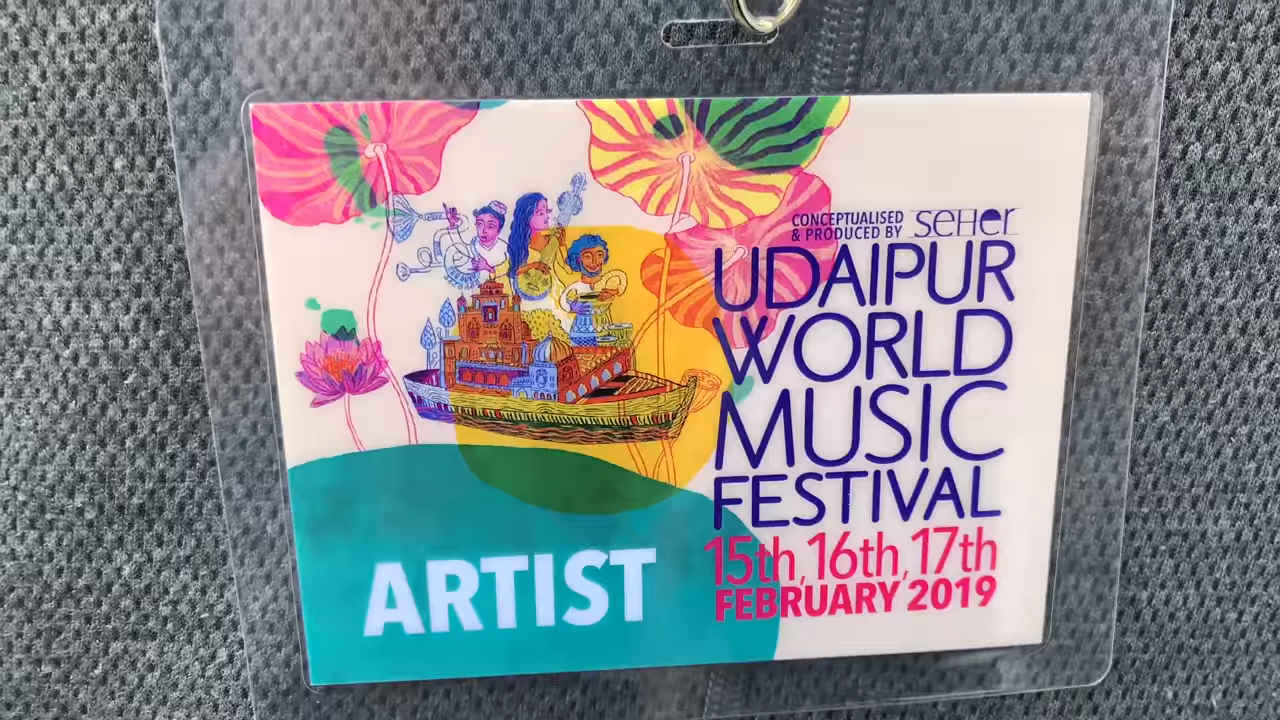 CONCEPTUALISED
& PRODUCED BY seher
UDAIPUR
WORLD
MUSIC
FESTIVAL
15th, 16th, 17th
FEBRUARY 2019
ARTIST